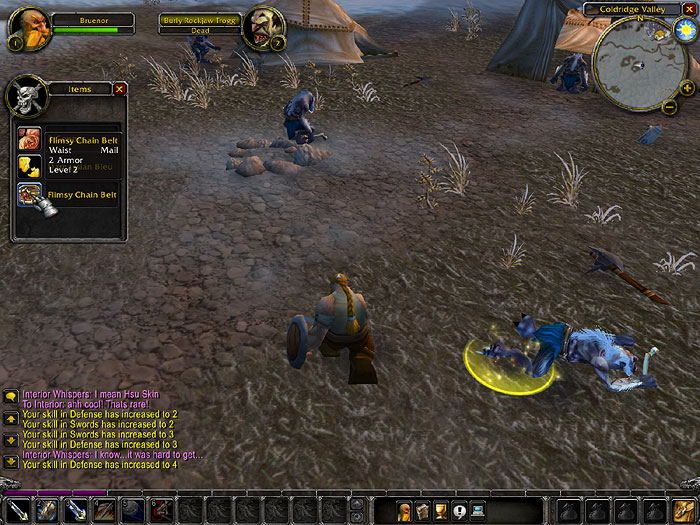 Bruenor
Burly Rockjaw Trogg
Dead
1
2
Coldridge Valley
N
Items
Flimsy Chain Belt
Waist Mail
2 Armor
Level 2
an Bleu
Flimsy Chain Belt
Interior Whispers: I mean Hsu Skin
To Interior: ahh cool! Thats rare!
Your skill in Defense has increased to 2
Your skill in Swords has increased to 2
Your skill in Swords has increased to 3
Your skill in Defense has increased to 3
Interior Whispers: I know...it was hard to get...
Your skill in Defense has increased to 4